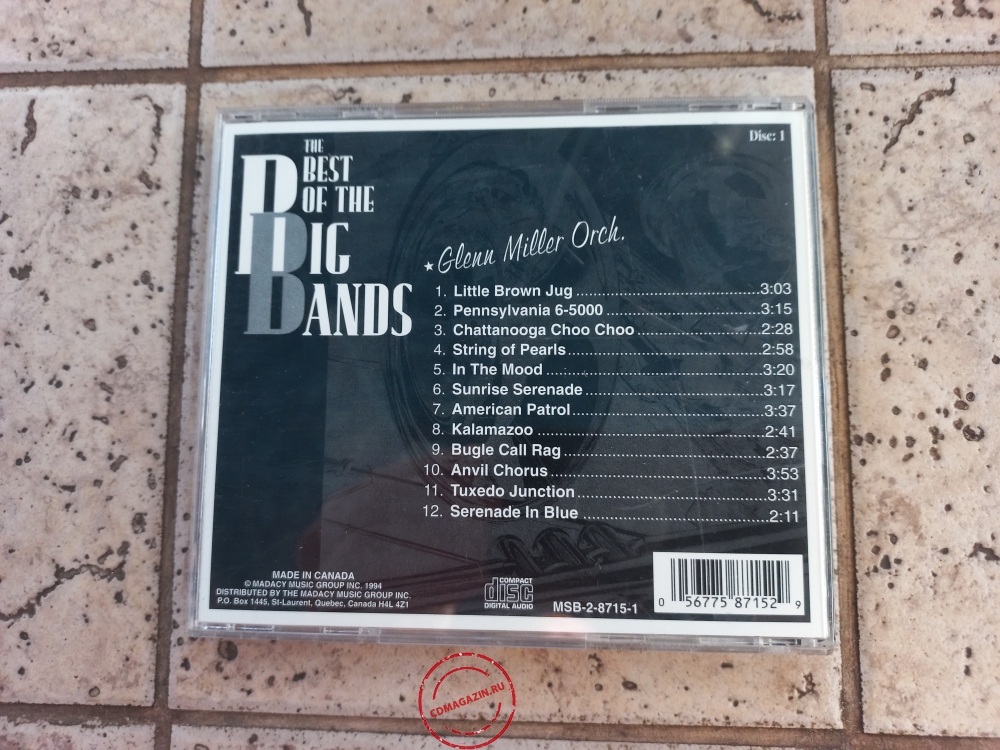 Disc: 1
THE
BEST
OF THE
BIG
BANDS
★Glenn Miller Orch.
1. Little Brown Jug 3:03
2. Pennsylvania 6-5000 3:15
3. Chattanooga Choo Choo 2:28
4. String of Pearls 2:58
5. In The Mood 3:20
6. Sunrise Serenade 3:17
7. American Patrol 3:37
8. Kalamazoo 2:41
9. Bugle Call Rag 2:37
10. Anvil Chorus 3:53
11. Tuxedo Junction 3:31
12. Serenade In Blue 2:11
MADE IN CANADA
© MADACY MUSIC GROUP INC. 1994
DISTRIBUTED BY THE MADACY MUSIC GROUP INC.
P.O. Box 1445, St-Laurent, Quebec, Canada H4L 4Z1
COMPACT
disc
DIGITAL AUDIO
MSB-2-8715-1
0 56775 87152 9
CDMAGAZIN.RU